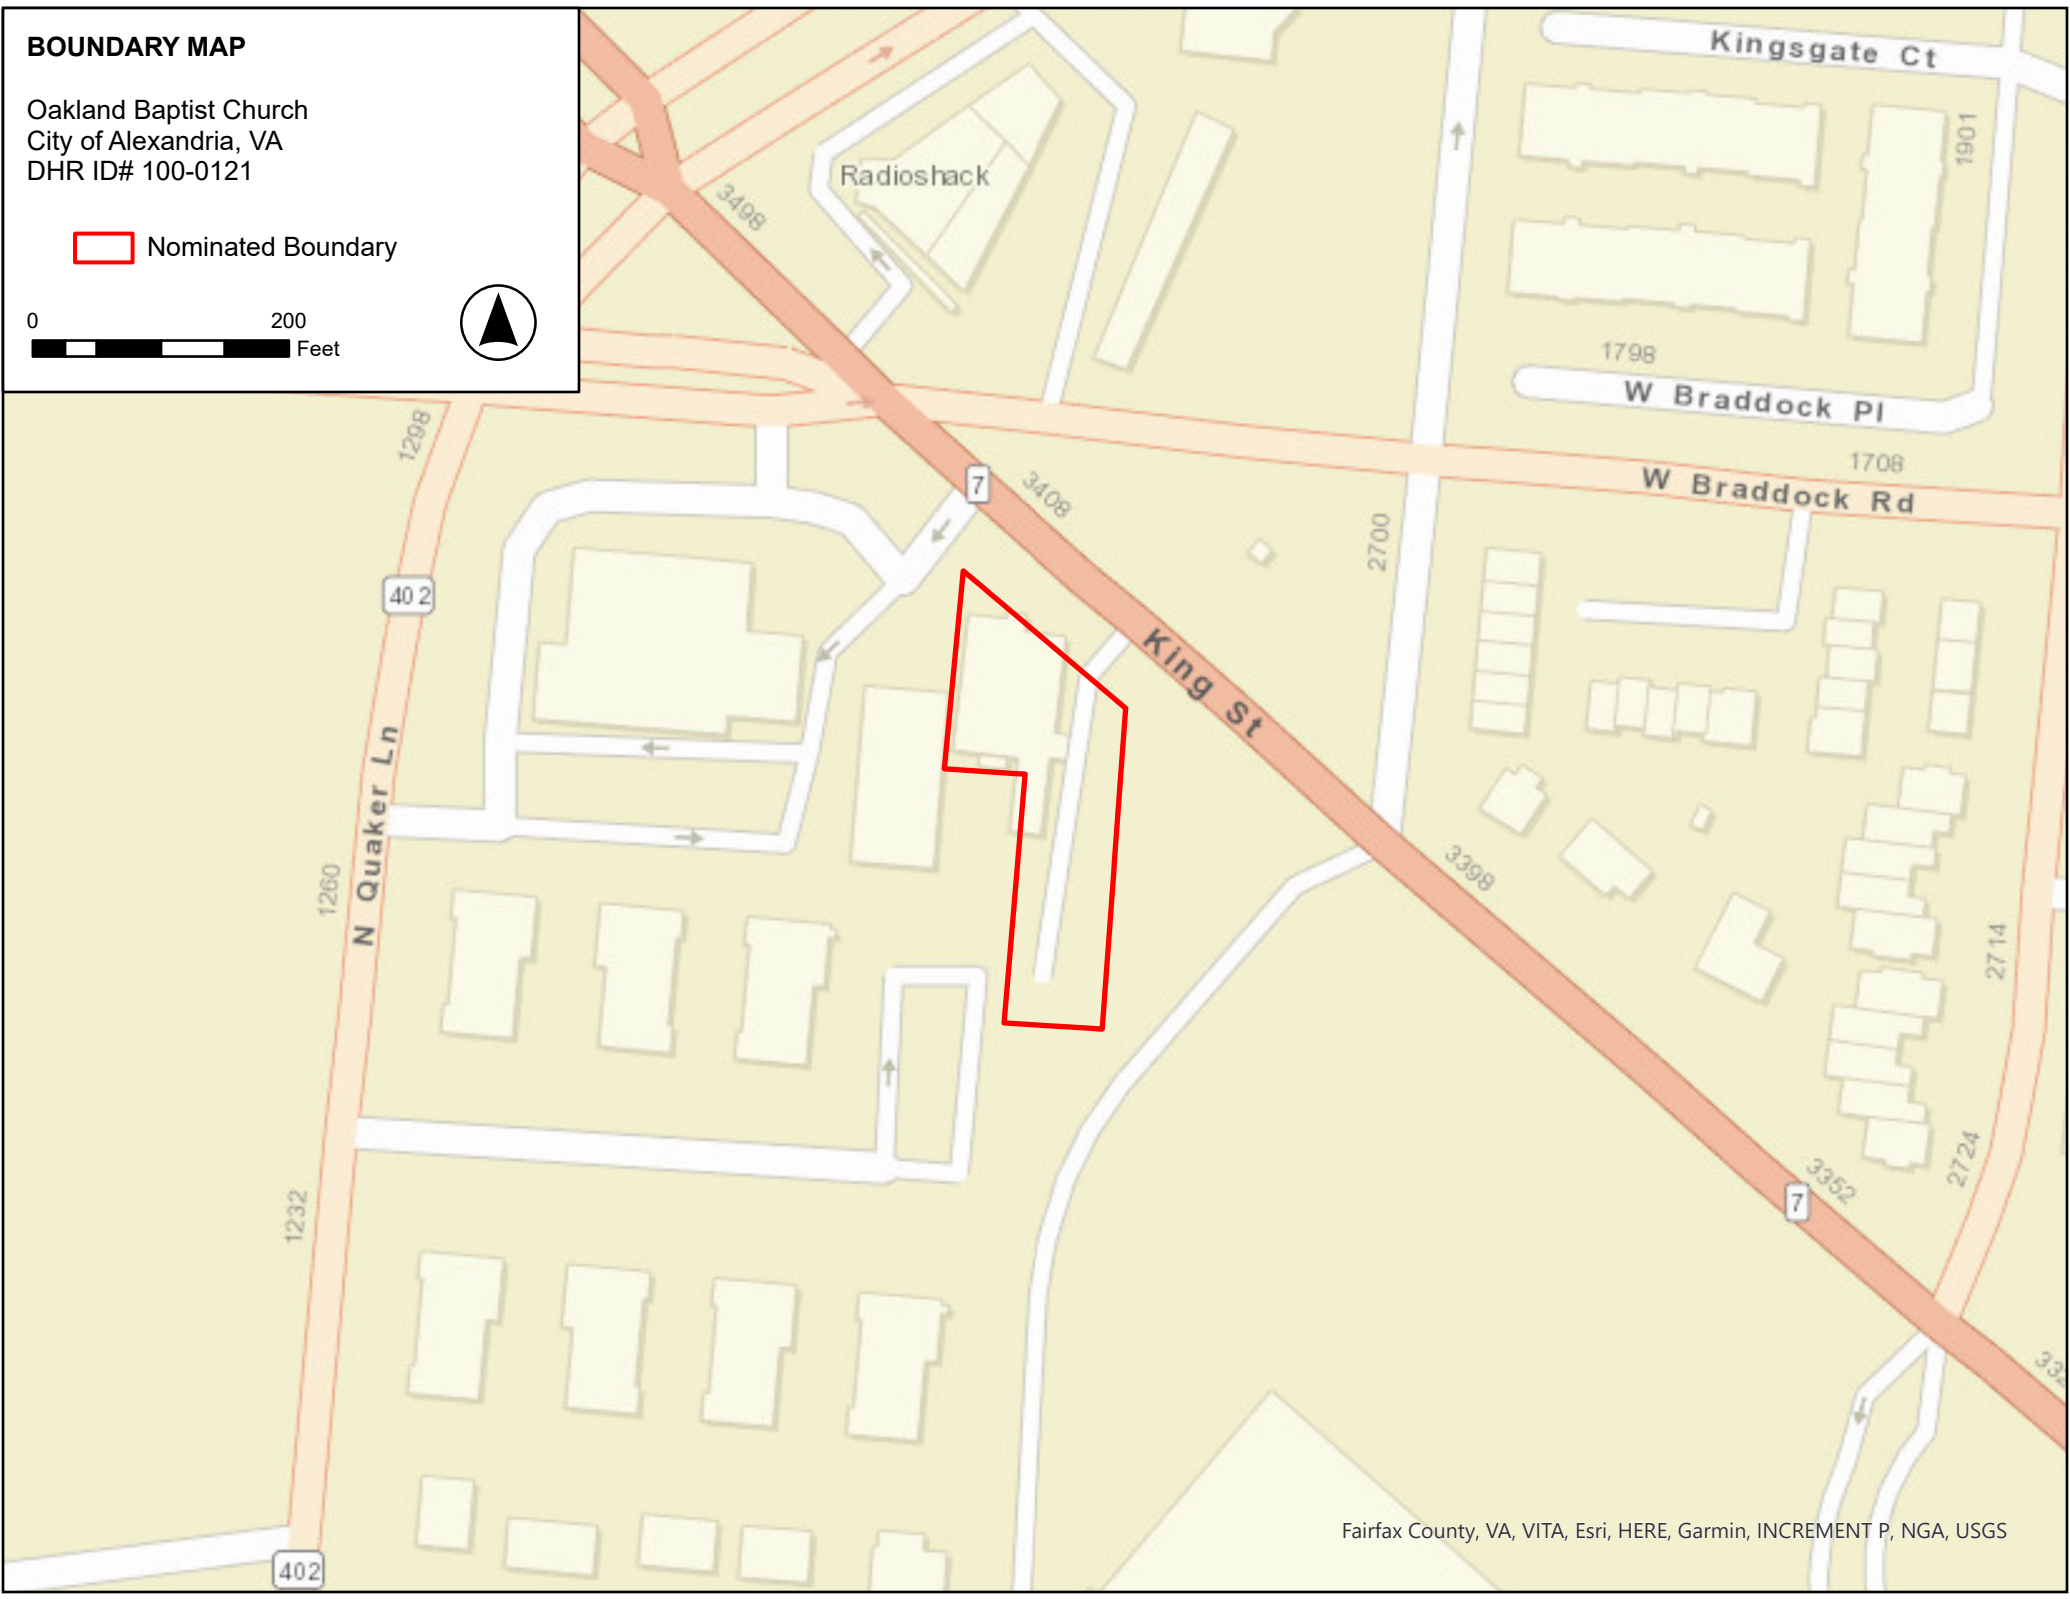 BOUNDARY MAP
Oakland Baptist Church
City of Alexandria, VA
DHR ID# 100-0121
Nominated Boundary
0 200
Feet
Kingsgate Ct
1901
Radioshack
3498
1798
W Braddock Pl
1298
1708
W Braddock Rd
7
3408
2700
402
King St
N Quaker Ln
1260
3398
2714
2724
3352
7
1232
Fairfax County, VA, VITA, Esri, HERE, Garmin, INCREMENT P, NGA, USGS
402